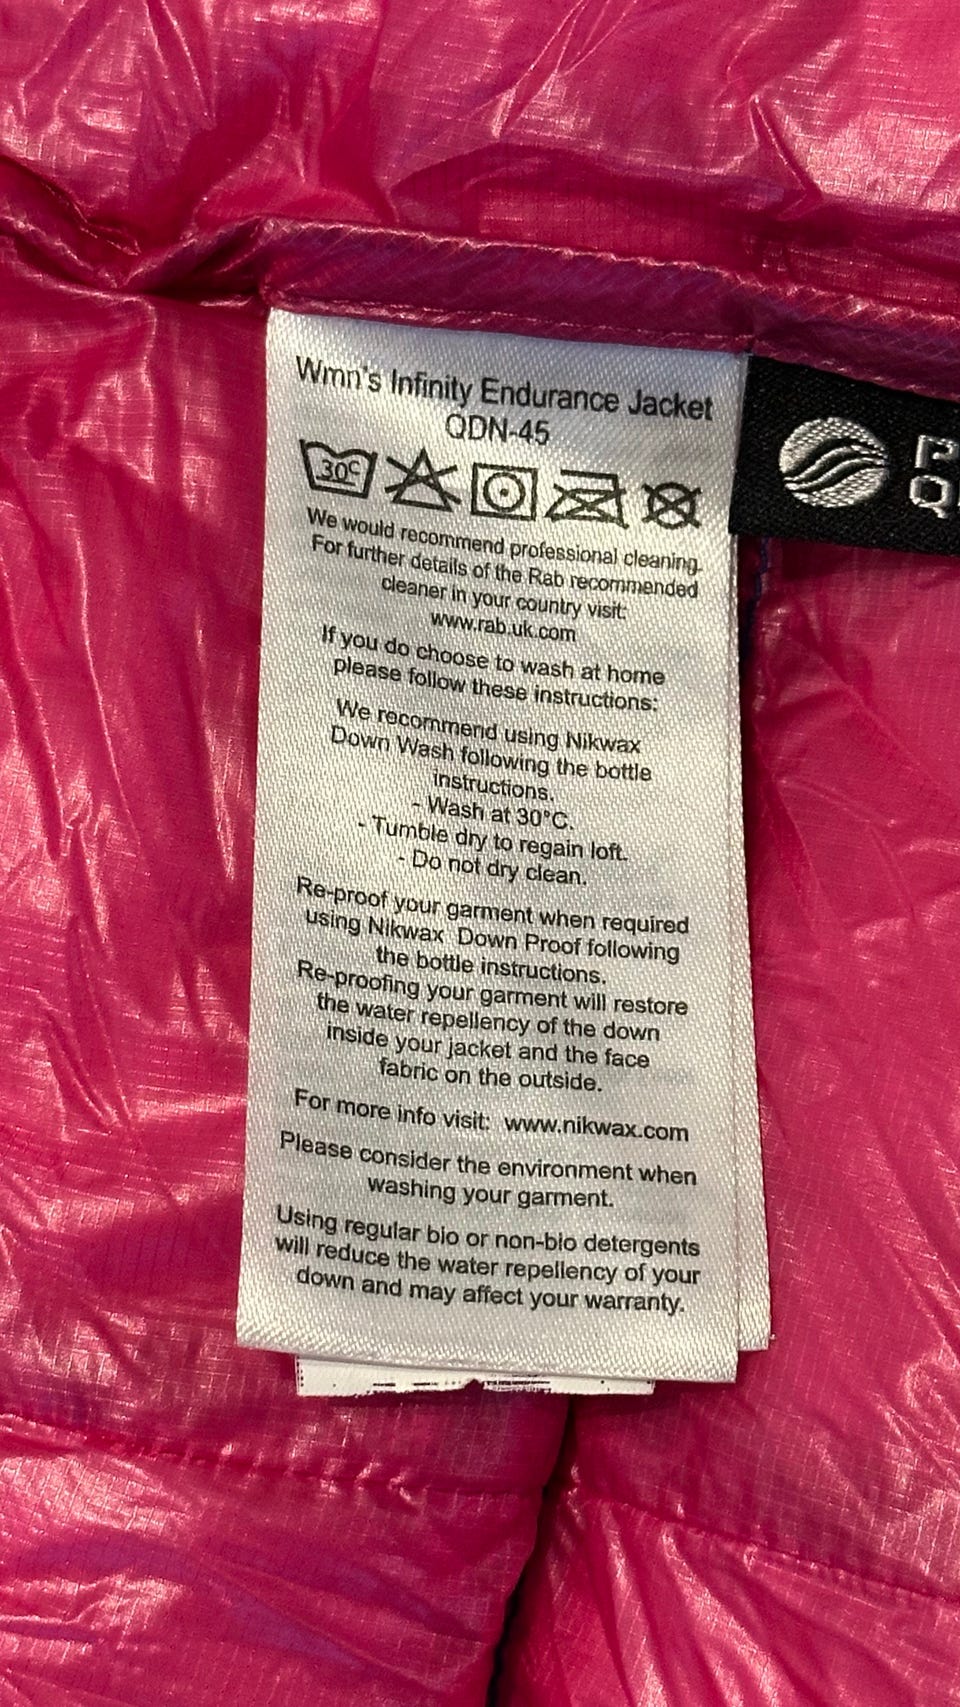 Wmn's Infinity Endurance Jacket
QDN-45
30°C
We would recommend professional cleaning.
For further details of the Rab recommended
cleaner in your country visit:
www.rab.uk.com
If you do choose to wash at home
please follow these instructions:
We recommend using Nikwax
Down Wash following the bottle
instructions.
- Wash at 30°C.
- Tumble dry to regain loft.
- Do not dry clean.
Re-proof your garment when required
using Nikwax Down Proof following
the bottle instructions.
Re-proofing your garment will restore
the water repellency of the down
inside your jacket and the face
fabric on the outside.
For more info visit: www.nikwax.com
Please consider the environment when
washing your garment.
Using regular bio or non-bio detergents
will reduce the water repellency of your
down and may affect your warranty.